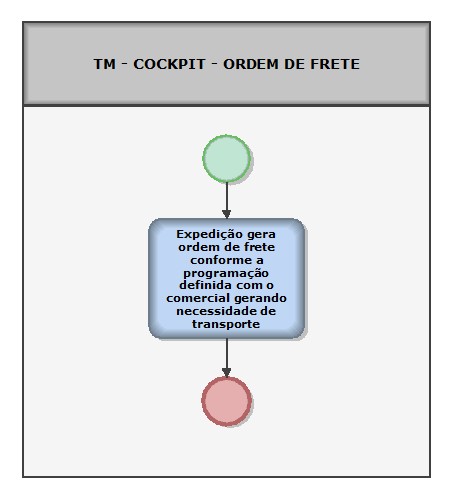 TM - COCKPIT - ORDEM DE FRETE
Expedição gera
ordem de frete
conforme a
programação
definida com o
comercial gerando
necessidade de
transporte